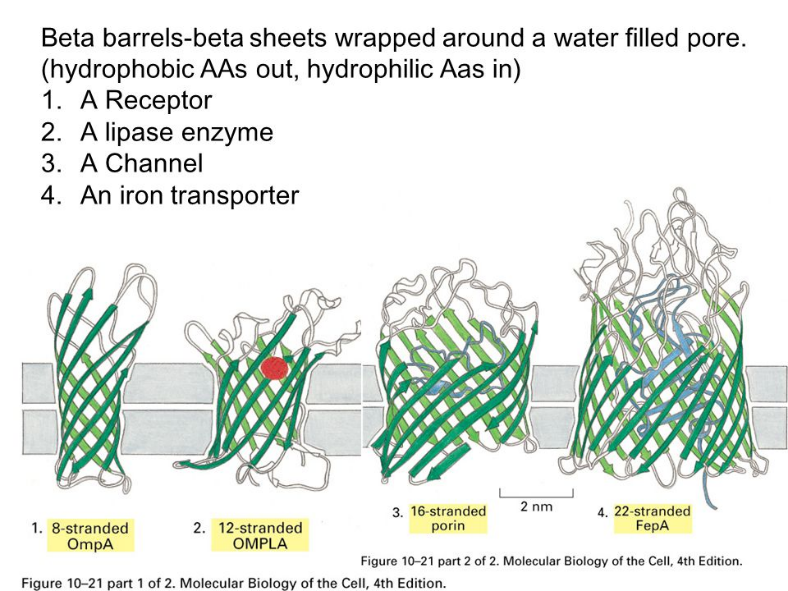 Beta barrels-beta sheets wrapped around a water filled pore.
(hydrophobic AAs out, hydrophilic Aas in)
1. A Receptor
2. A lipase enzyme
3. A Channel
4. An iron transporter
1. 8-stranded
OmpA
2. 12-stranded
OMPLA
3. 16-stranded
porin
2 nm
4. 22-stranded
FepA
Figure 10–21 part 2 of 2. Molecular Biology of the Cell, 4th Edition.
Figure 10–21 part 1 of 2. Molecular Biology of the Cell, 4th Edition.